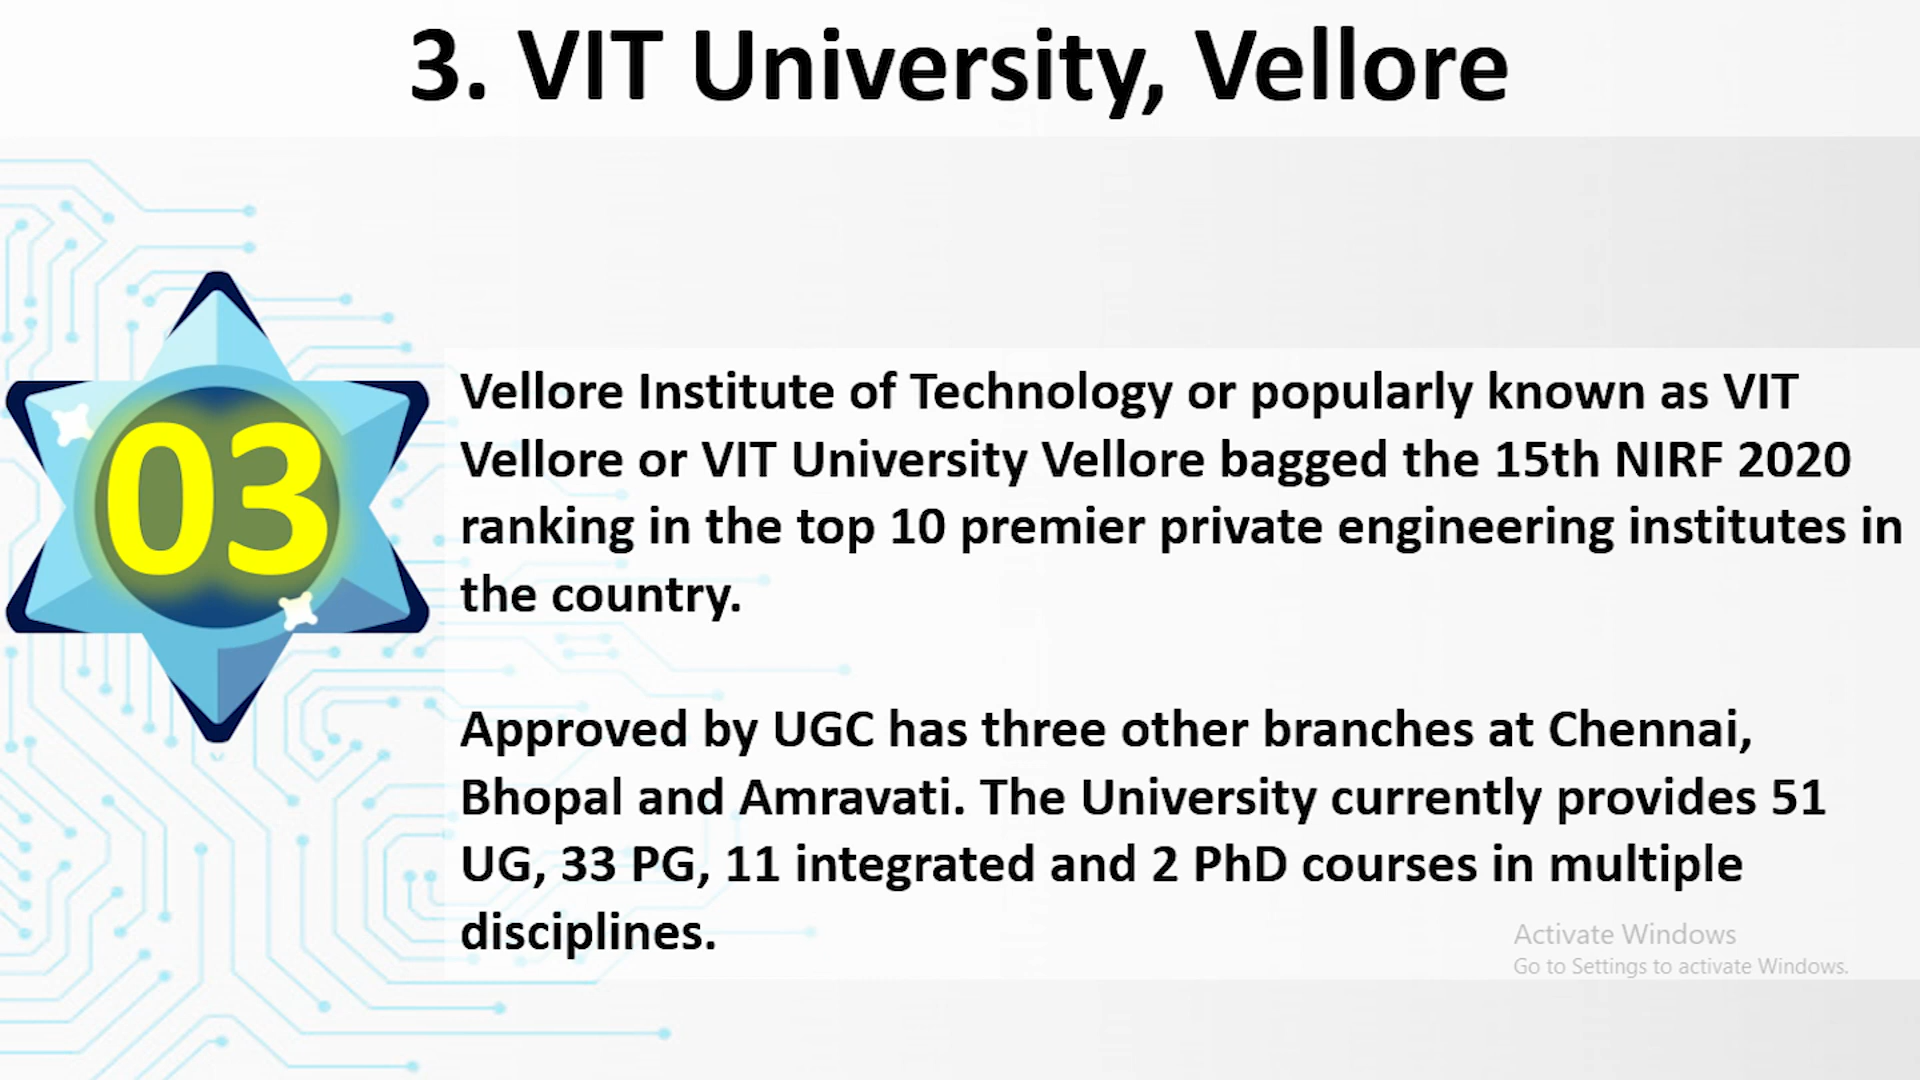 3. VIT University, Vellore
03
Vellore Institute of Technology or popularly known as VIT
Vellore or VIT University Vellore bagged the 15th NIRF 2020
ranking in the top 10 premier private engineering institutes in
the country.
Approved by UGC has three other branches at Chennai,
Bhopal and Amravati. The University currently provides 51
UG, 33 PG, 11 integrated and 2 PhD courses in multiple
disciplines.
Activate Windows
Go to Settings to activate Windows.